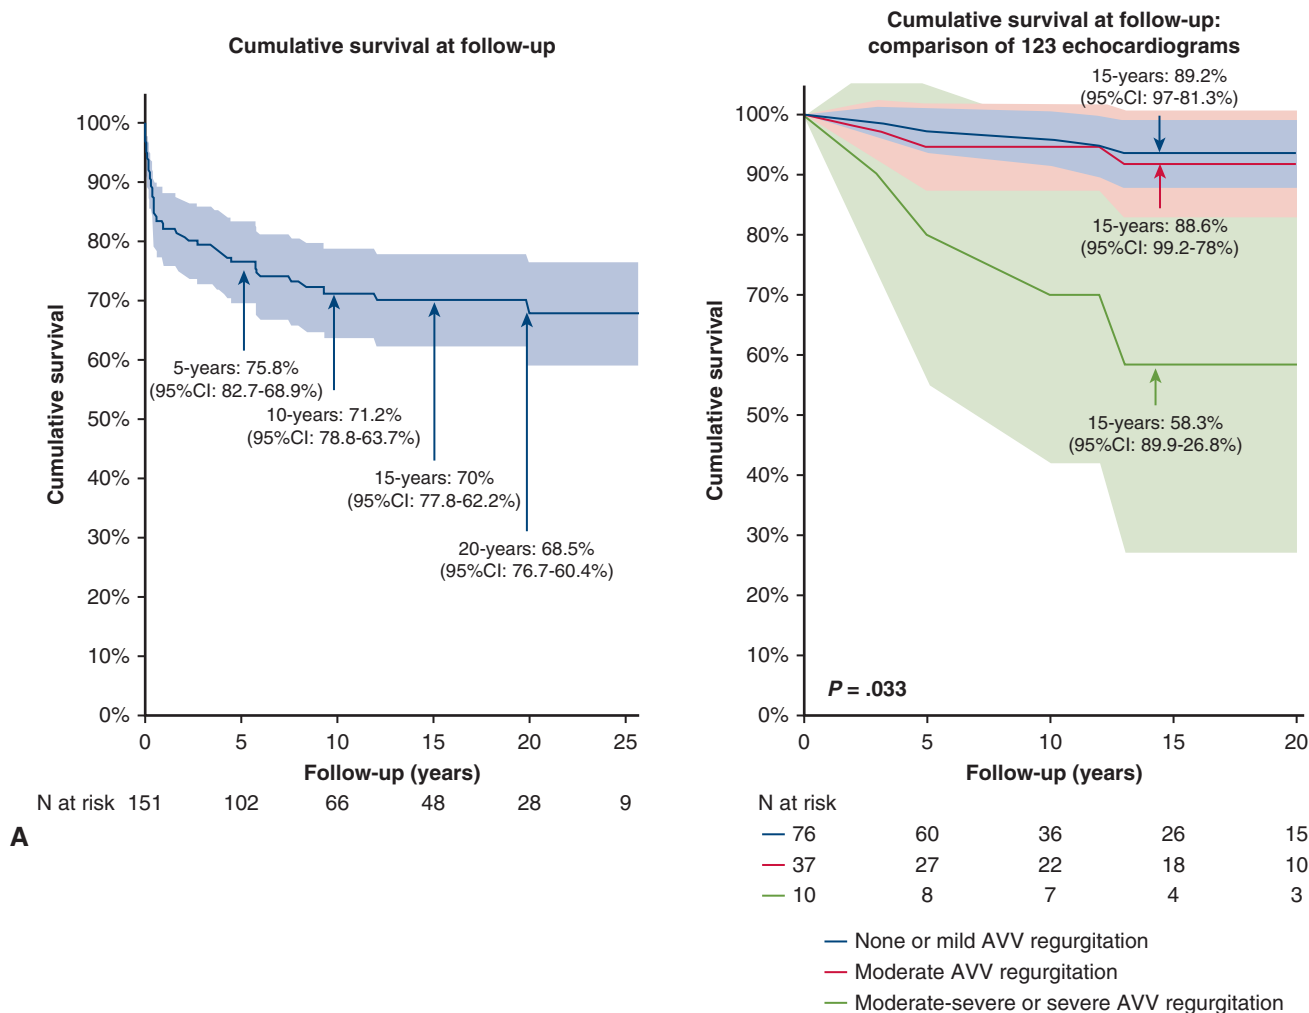 Cumulative survival at follow-up
Cumulative survival
100%
90%
80%
70%
60%
50%
40%
30%
20%
10%
0%
5-years: 75.8%
(95%CI: 82.7-68.9%)
10-years: 71.2%
(95%CI: 78.8-63.7%)
15-years: 70%
(95%CI: 77.8-62.2%)
20-years: 68.5%
(95%CI: 76.7-60.4%)
0 5 10 15 20 25
Follow-up (years)
N at risk 151 102 66 48 28 9
A
Cumulative survival at follow-up:
comparison of 123 echocardiograms
Cumulative survival
100%
90%
80%
70%
60%
50%
40%
30%
20%
10%
0%
15-years: 89.2%
(95%CI: 97-81.3%)
15-years: 88.6%
(95%CI: 99.2-78%)
15-years: 58.3%
(95%CI: 89.9-26.8%)
P = .033
0 5 10 15 20
Follow-up (years)
N at risk
76 60 36 26 15
37 27 22 18 10
10 8 7 4 3
None or mild AVV regurgitation
Moderate AVV regurgitation
Moderate-severe or severe AVV regurgitation